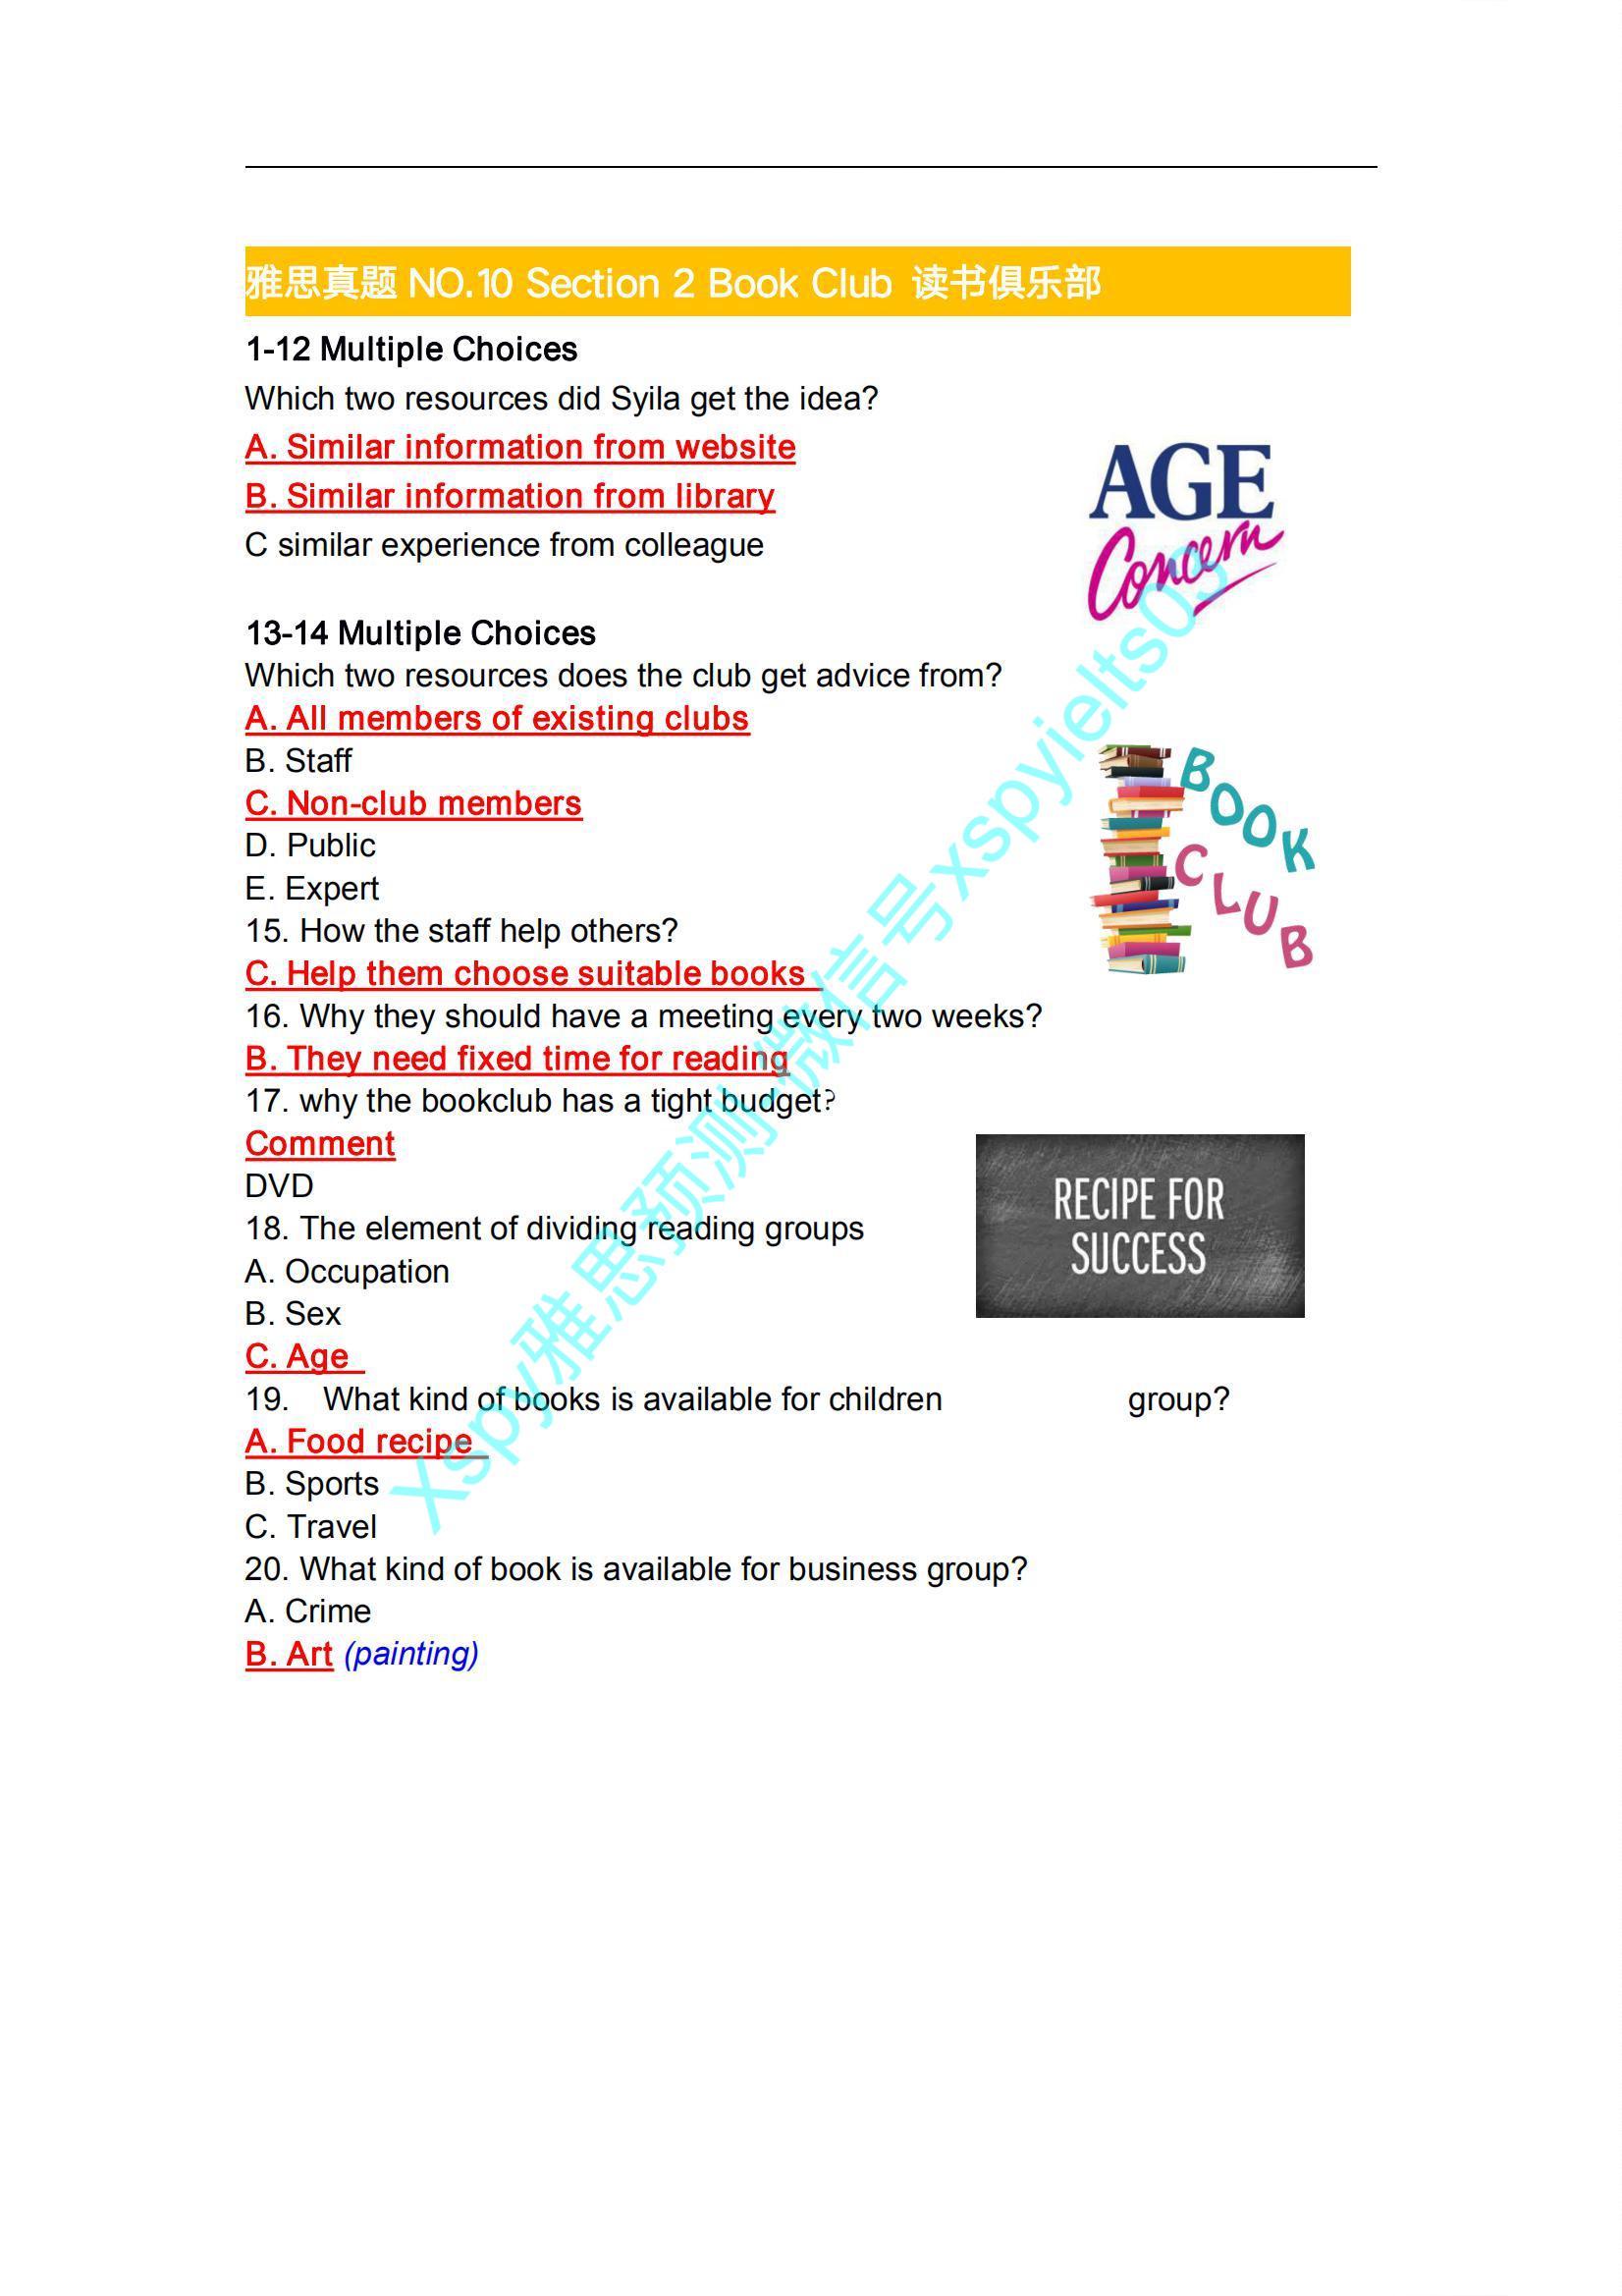 雅思真题 NO.10 Section 2 Book Club 读书俱乐部
1-12 Multiple Choices
Which two resources did Syila get the idea?
A. Similar information from website
B. Similar information from library
C similar experience from colleague
AGE
Concern
13-14 Multiple Choices
Which two resources does the club get advice from?
A. All members of existing clubs
B. Staff
C. Non-club members
D. Public
E. Expert
BOOK
CLUB
15. How the staff help others?
C. Help them choose suitable books
16. Why they should have a meeting every two weeks?
B. They need fixed time for reading
17. why the bookclub has a tight budget?
Comment
DVD
RECIPE FOR
SUCCESS
18. The element of dividing reading groups
A. Occupation
B. Sex
C. Age
19. What kind of books is available for children group?
A. Food recipe
B. Sports
C. Travel
20. What kind of book is available for business group?
A. Crime
B. Art (painting)
Xspy雅思预测-微信号xspyielts03